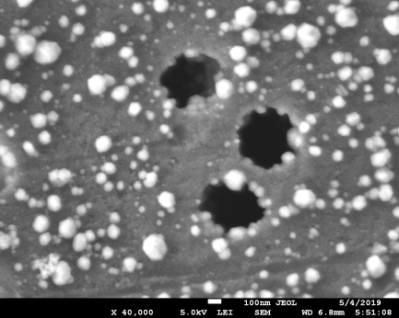 100nm JEOL 5/4/2019
X 40,000 5.0kV LEI SEM WD 6.8mm 5:51:08